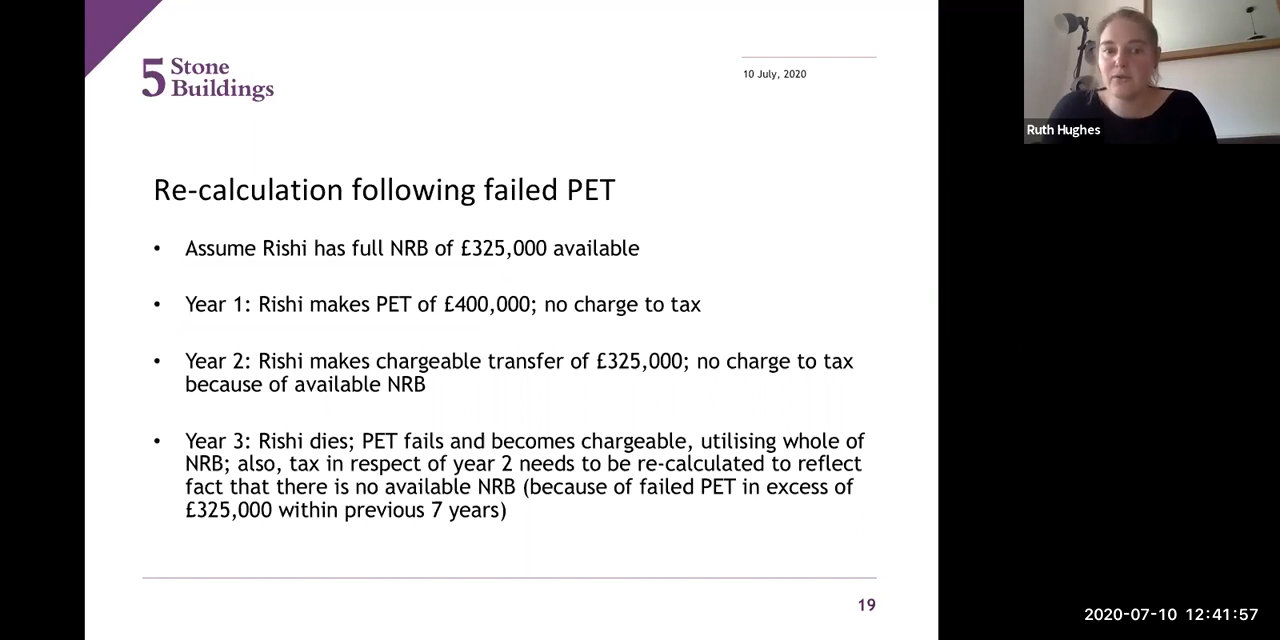 5 Stone
Buildings
10 July, 2020
Ruth Hughes
Re-calculation following failed PET
• Assume Rishi has full NRB of £325,000 available
• Year 1: Rishi makes PET of £400,000; no charge to tax
• Year 2: Rishi makes chargeable transfer of £325,000; no charge to tax
because of available NRB
• Year 3: Rishi dies; PET fails and becomes chargeable, utilising whole of
NRB; also, tax in respect of year 2 needs to be re-calculated to reflect
fact that there is no available NRB (because of failed PET in excess of
£325,000 within previous 7 years)
19
2020-07-10 12:41:57